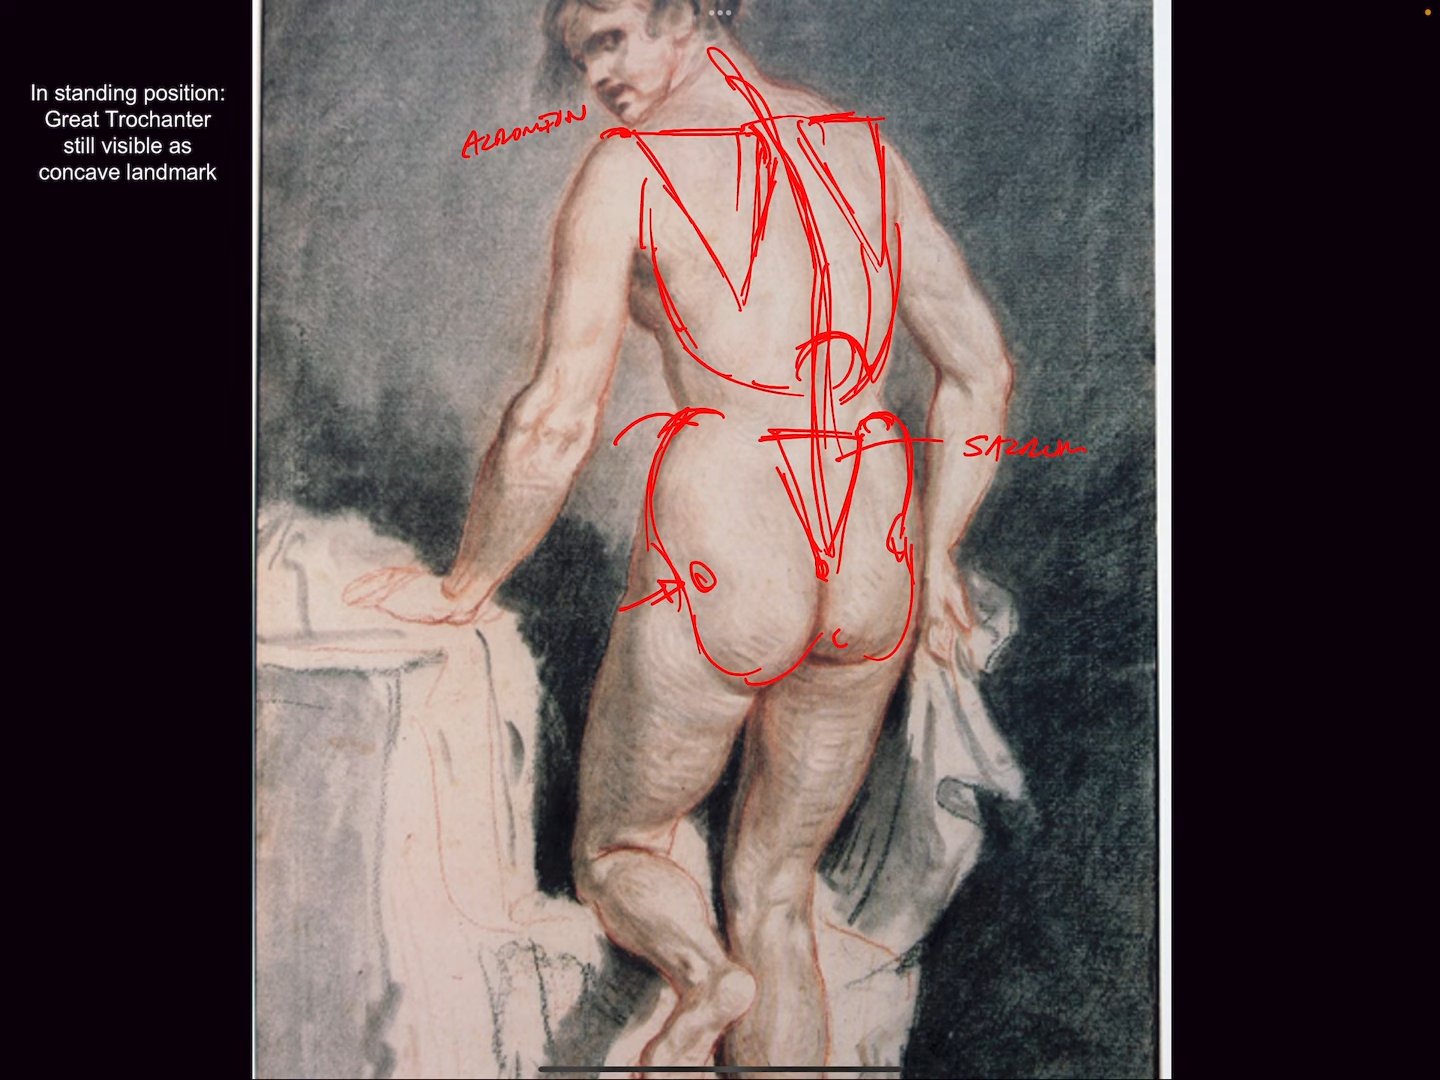 In standing position:
Great Trochanter
still visible as
concave landmark
ACROMION
SACRUM